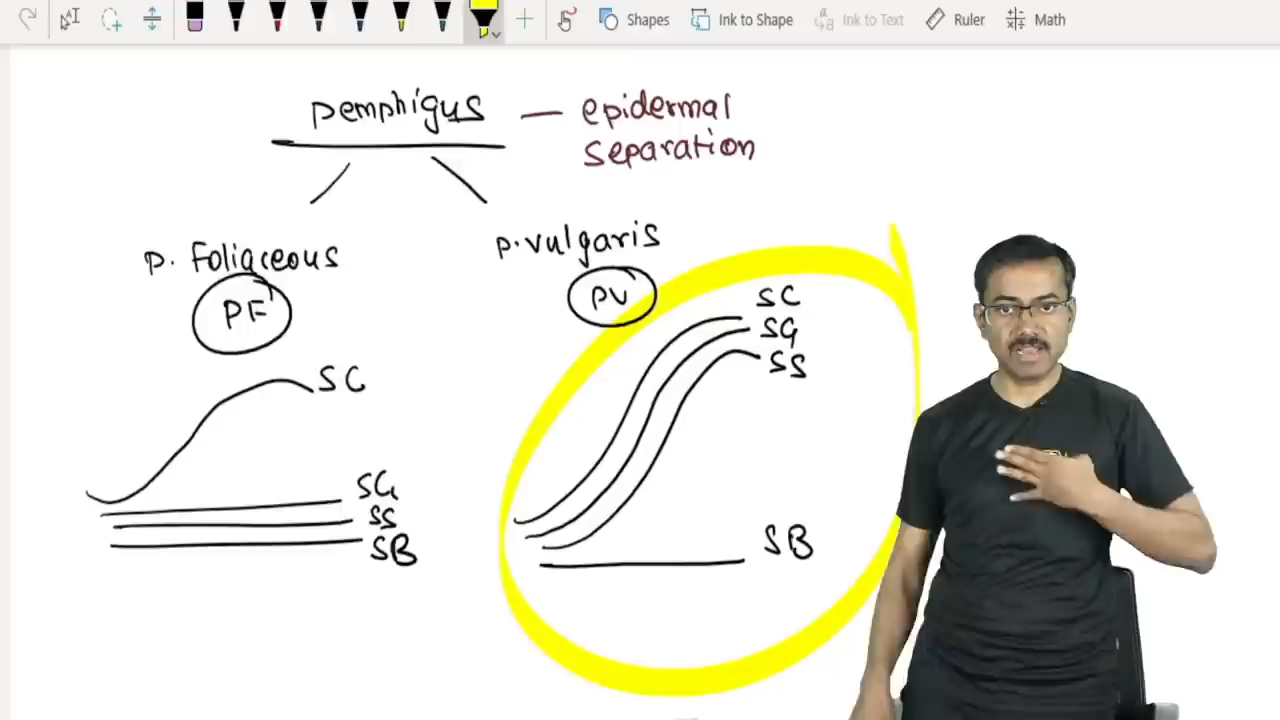 Shapes
Ink to Shape
Ink to Text
Ruler
Math
pemphigus — epidermal
separation
p. Foliaceous
p. vulgaris
PF
PV
SC
SG
SS
SC
SG
SS
SB
SB